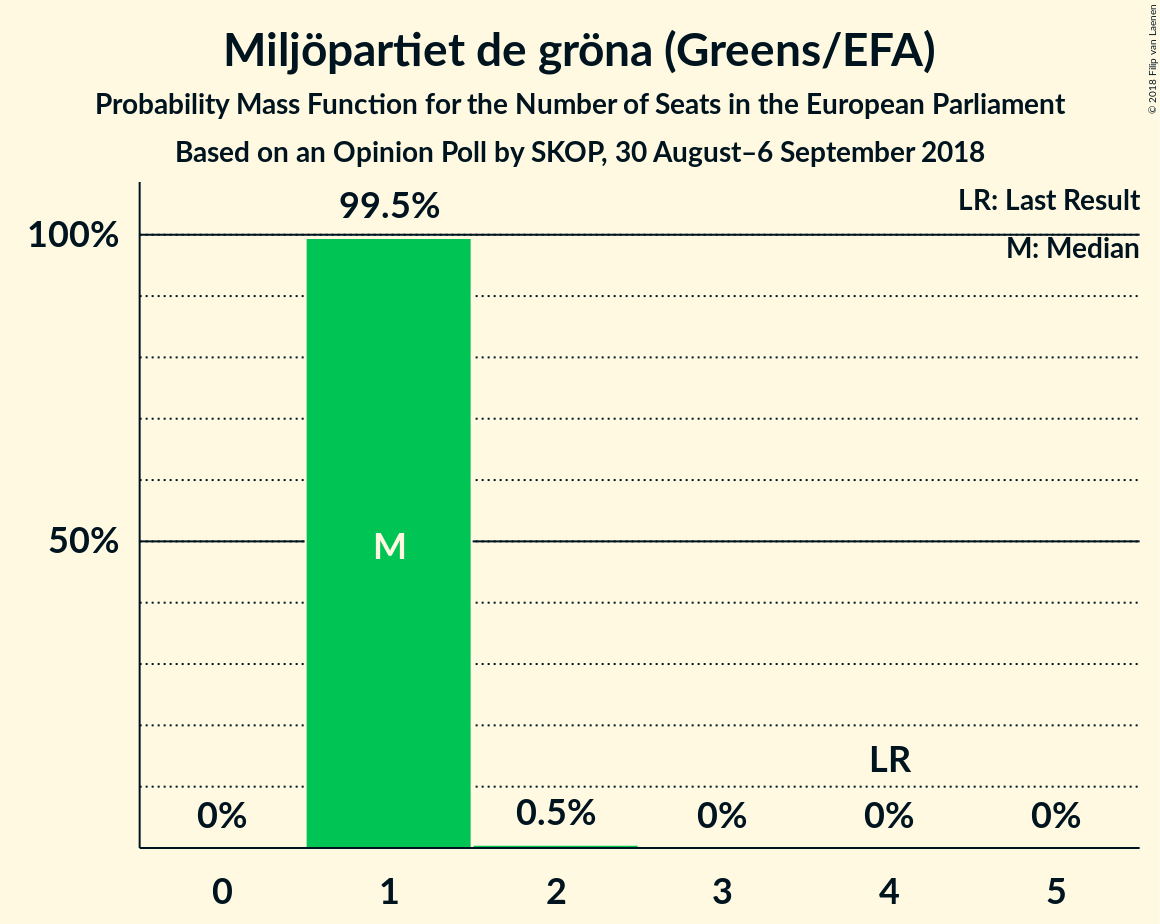 Miljöpartiet de gröna (Greens/EFA)
Probability Mass Function for the Number of Seats in the European Parliament
Based on an Opinion Poll by SKOP, 30 August–6 September 2018
© 2018 Filip van Laenen
LR: Last Result
M: Median
100%
50%
99.5%
M
LR
0%
0.5%
0%
0%
0%
0
1
2
3
4
5